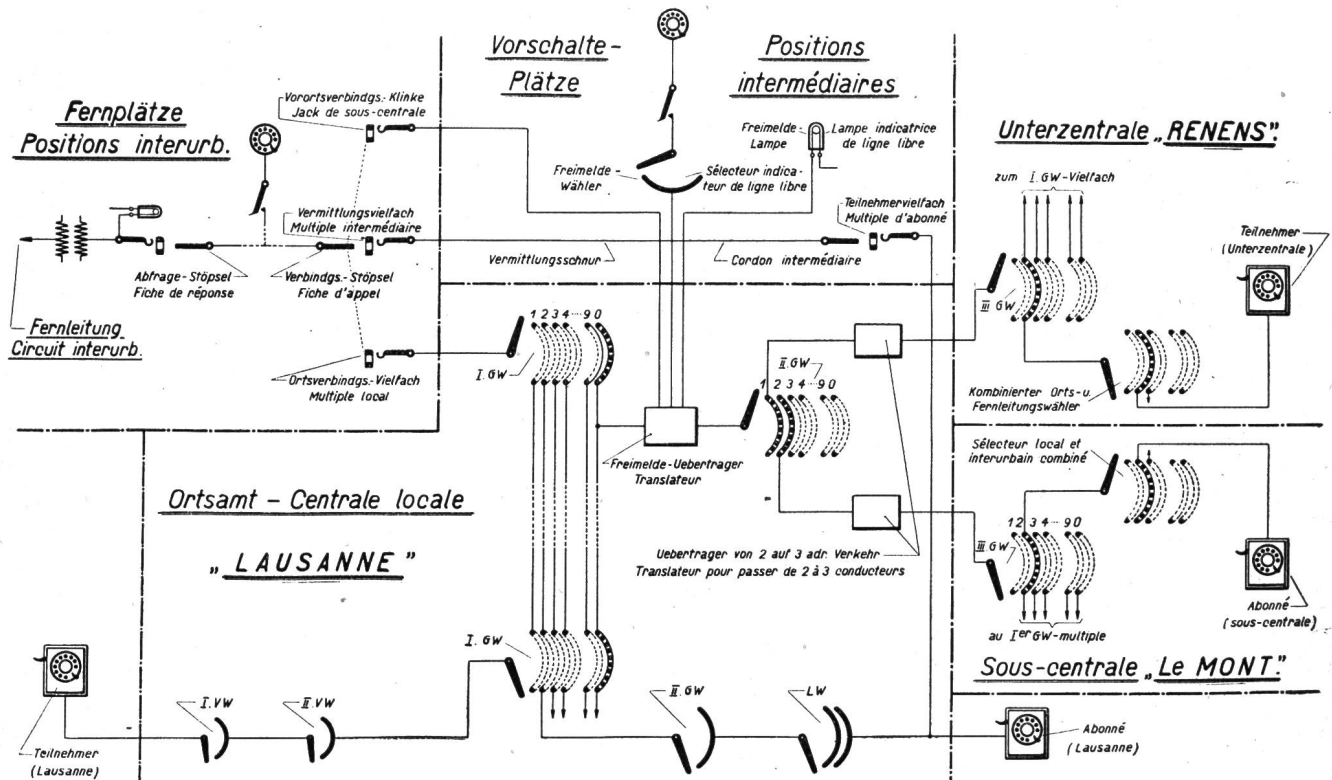 Fernplätze
Positions interurb.
Vorortsverbindgs.-Klinke
Jack de sous-centrale
Vermittlungsvielfach
Multiple intermédiaire
Abfrage-Stöpsel
Fiche de réponse
Verbindgs.-Stöpsel
Fiche d'appel
Fernleitung
Circuit interurb.
Ortsverbindgs.-Vielfach
Multiple local
Vorschalte-
Plätze
Positions
intermédiaires
Freimelde-
Wähler
Sélecteur indica-
teur de ligne libre
Freimelde-
Lampe
Lampe indicatrice
de ligne libre
Teilnehmervielfach
Multiple d'abonné
Vermittlungsschnur
Cordon intermédiaire
Unterzentrale „RENENS".
zum I. GW-Vielfach
Teilnehmer
(Unterzentrale)
III GW
Kombinierter Orts-u.
Fernleitungswähler
1 2 3 4 ··· 9 0
I. GW
II. GW
1 2 3 4 ··· 9 0
Freimelde-Uebertrager
Translateur
Uebertrager von 2 auf 3 adr. Verkehr
Translateur pour passer de 2 à 3 conducteurs
Sélecteur local et
interurbain combiné
1 2 3 4 ··· 9 0
III GW
au Ier GW-multiple
Abonné
(sous-centrale)
Sous-centrale „Le MONT".
Ortsamt – Centrale locale
„LAUSANNE"
I. GW
Teilnehmer
(Lausanne)
I. VW
II. VW
II. GW
LW
Abonné
(Lausanne)